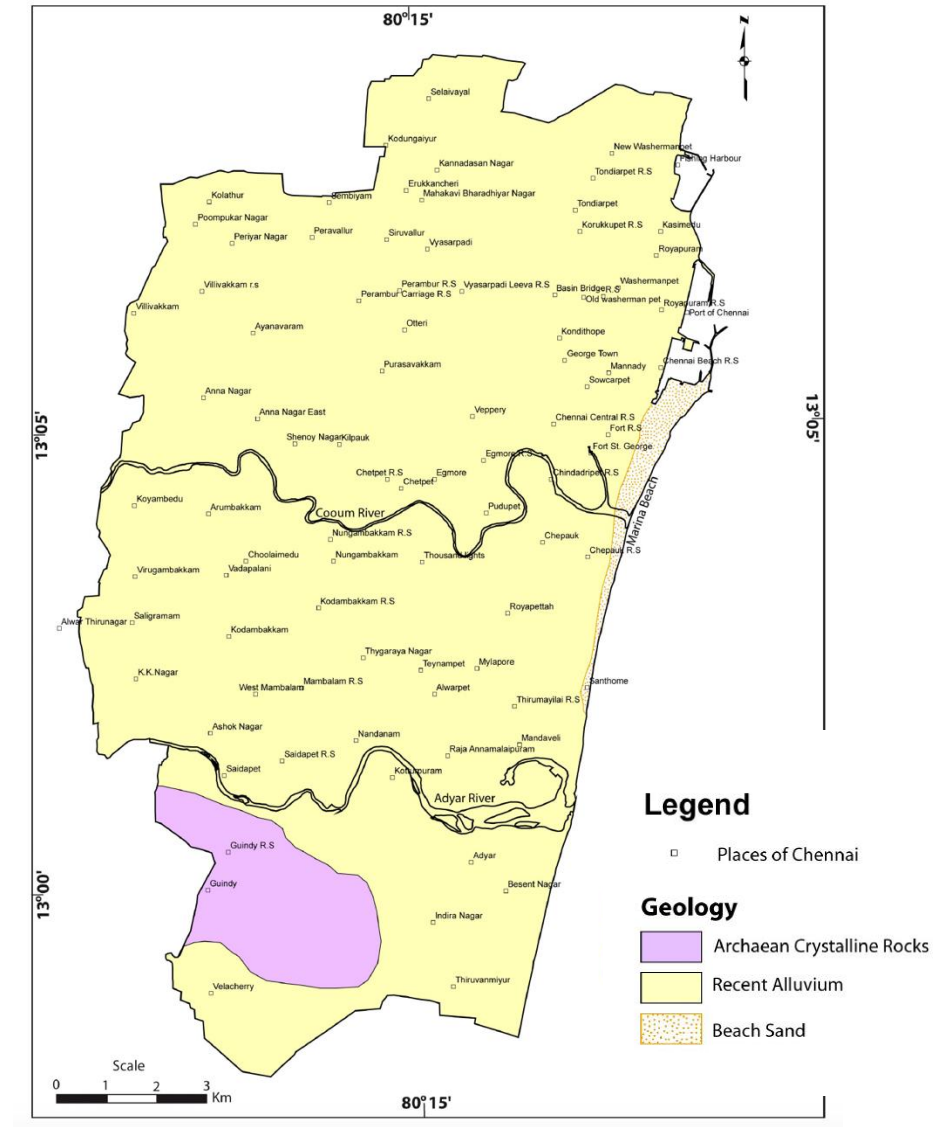 80°15'
N
Selaivayal
Kodungaiyur
New Washermanpet
Fishing Harbour
Kannadasan Nagar
Tondiarpet R.S
Erukkancheri
Mahakavi Bharadhiyar Nagar
Kolathur
Sembiyam
Tondiarpet
Poompukar Nagar
Korukkupet R.S
Kasimedu
Peravallur
Siruvallur
Periyar Nagar
Vyasarpadi
Royapuram
Villivakkam r.s
Perambur R.S
Vyasarpadi Leeva R.S
Basin Bridge R.S
Washermanpet
Perambur Carriage R.S
Old washerman pet
Villivakkam
Royapuram R.S
Port of Chennai
Ayanavaram
Otteri
Kondithope
George Town
Chennai Beach R.S
Purasavakkam
Mannady
Sowcarpet
Anna Nagar
Anna Nagar East
Veppery
Chennai Central R.S
13°05'
13°05'
Fort R.S
Shenoy Nagar
Kilpauk
Fort St. George
Egmore R.S
Chetpet R.S
Egmore
Chindadripet R.S
Chetpet
Koyambedu
Arumbakkam
Cooum River
Pudupet
Marina Beach
Nungambakkam R.S
Chepauk
Choolaimedu
Nungambakkam
Thousand lights
Chepauk R.S
Virugambakkam
Vadapalani
Kodambakkam R.S
Royapettah
Alwar Thirunagar
Saligramam
Kodambakkam
Thygaraya Nagar
Teynampet
Mylapore
K.K.Nagar
West Mambalam
Mambalam R.S
Alwarpet
Santhome
Thirumayilai R.S
Ashok Nagar
Nandanam
Mandaveli
Saidapet R.S
Raja Annamalaipuram
Saidapet
Kotturpuram
Adyar River
Guindy R.S
Adyar
Guindy
Besent Nagar
13°00'
Indira Nagar
Velacherry
Thiruvanmiyur
Legend
Places of Chennai
Geology
Archaean Crystalline Rocks
Recent Alluvium
Beach Sand
Scale
0 1 2 3
Km
80°15'